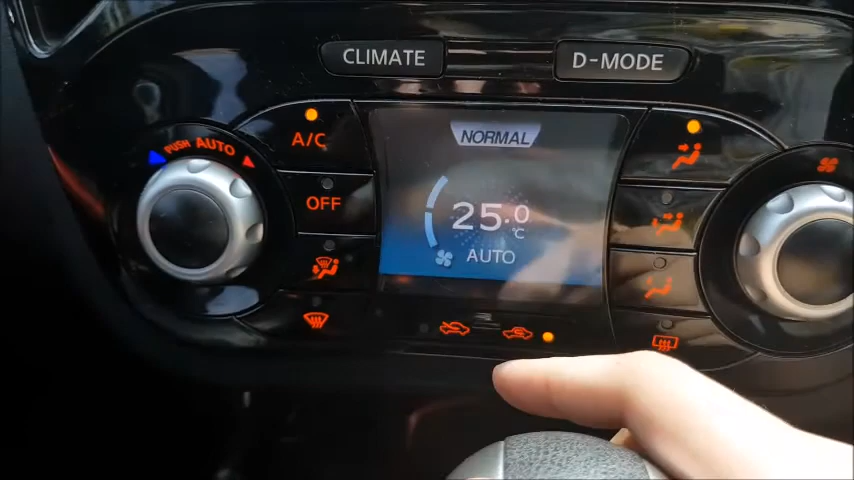 CLIMATE
D-MODE
PUSH AUTO
A/C
NORMAL
OFF
25.0
°C
AUTO